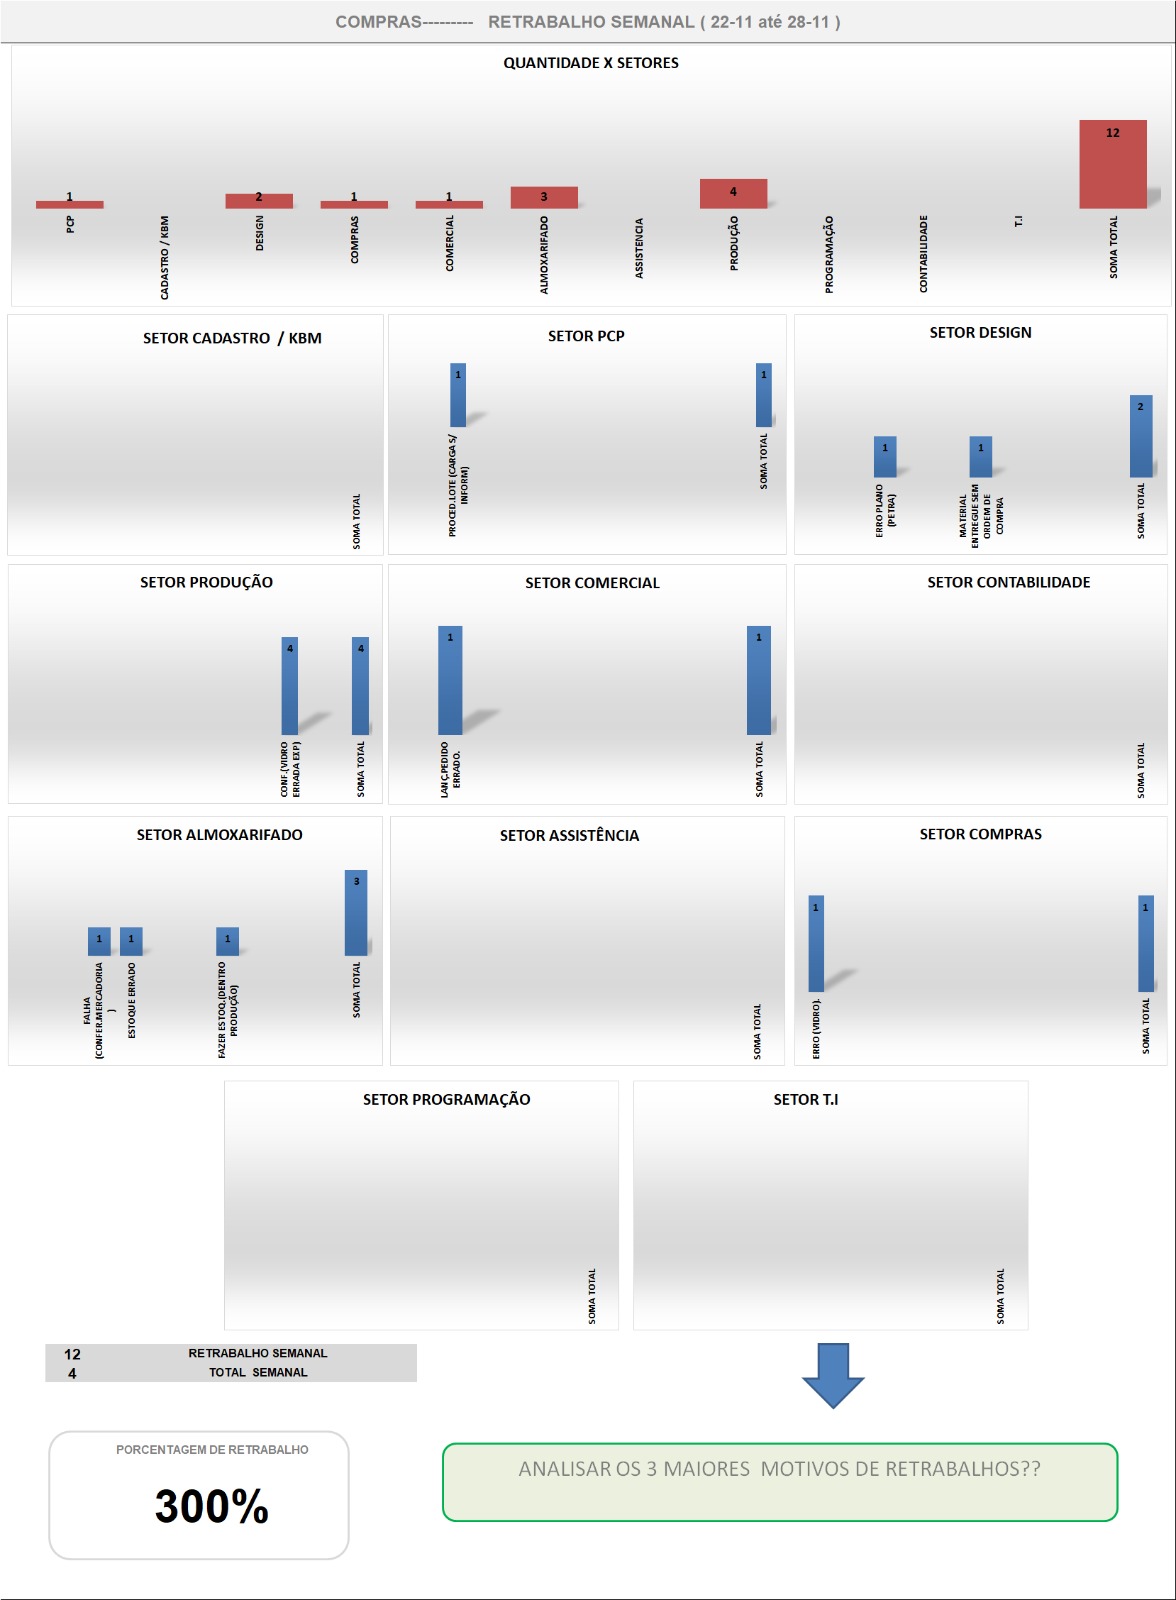 COMPRAS--------- RETRABALHO SEMANAL ( 22-11 até 28-11 )
QUANTIDADE X SETORES
1
2
1
1
3
4
12
PCP
CADASTRO / KBM
DESIGN
COMPRAS
COMERCIAL
ALMOXARIFADO
ASSISTENCIA
PRODUÇÃO
PROGRAMAÇÃO
CONTABILIDADE
T.I
SOMA TOTAL
SETOR CADASTRO / KBM
SOMA TOTAL
SETOR PCP
1
1
PROCED.LOTE (CARGA S/
INFORM)
SOMA TOTAL
SETOR DESIGN
1
1
2
ERRO PLANO
(PETRA)
MATERIAL
ENTREGUE SEM
ORDEM DE
COMPRA
SOMA TOTAL
SETOR PRODUÇÃO
4
4
CONF.(VIDRO
ERRADA EXP)
SOMA TOTAL
SETOR COMERCIAL
1
1
LANÇ.PEDIDO
ERRADO.
SOMA TOTAL
SETOR CONTABILIDADE
SOMA TOTAL
SETOR ALMOXARIFADO
1
1
1
3
FALHA
(CONFER.MERCADORIA
)
ESTOQUE ERRADO
FAZER ESTOQ.(DENTRO
PRODUÇÃO)
SOMA TOTAL
SETOR ASSISTÊNCIA
SOMA TOTAL
SETOR COMPRAS
1
1
ERRO (VIDRO).
SOMA TOTAL
SETOR PROGRAMAÇÃO
SOMA TOTAL
SETOR T.I
SOMA TOTAL
12 RETRABALHO SEMANAL
4 TOTAL SEMANAL
PORCENTAGEM DE RETRABALHO
300%
ANALISAR OS 3 MAIORES MOTIVOS DE RETRABALHOS??